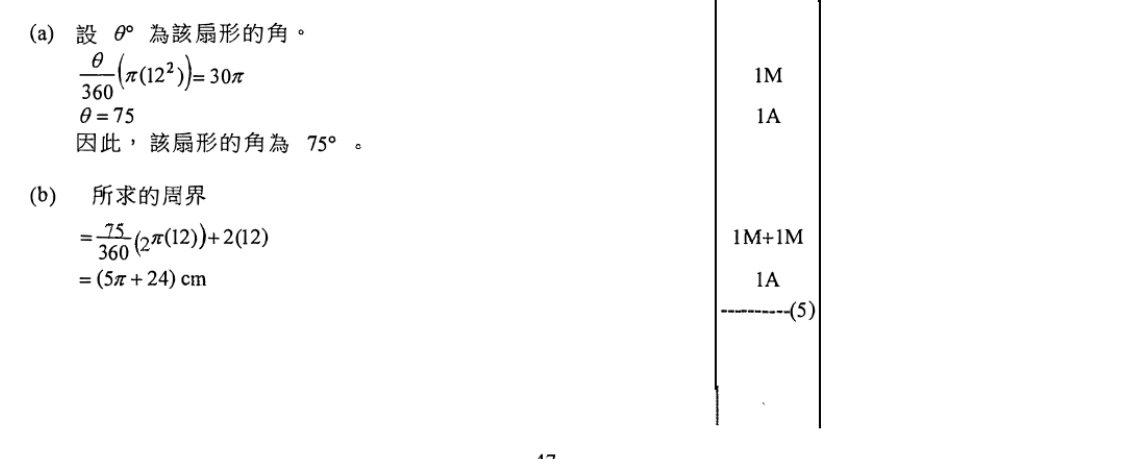 (a) 設 θ° 為該扇形的角。
θ/360 (π(12²)) = 30π 1M
θ = 75 1A
因此，該扇形的角為 75° 。
(b) 所求的周界
= 75/360 (2π(12)) + 2(12) 1M+1M
= (5π + 24) cm 1A
----------(5)